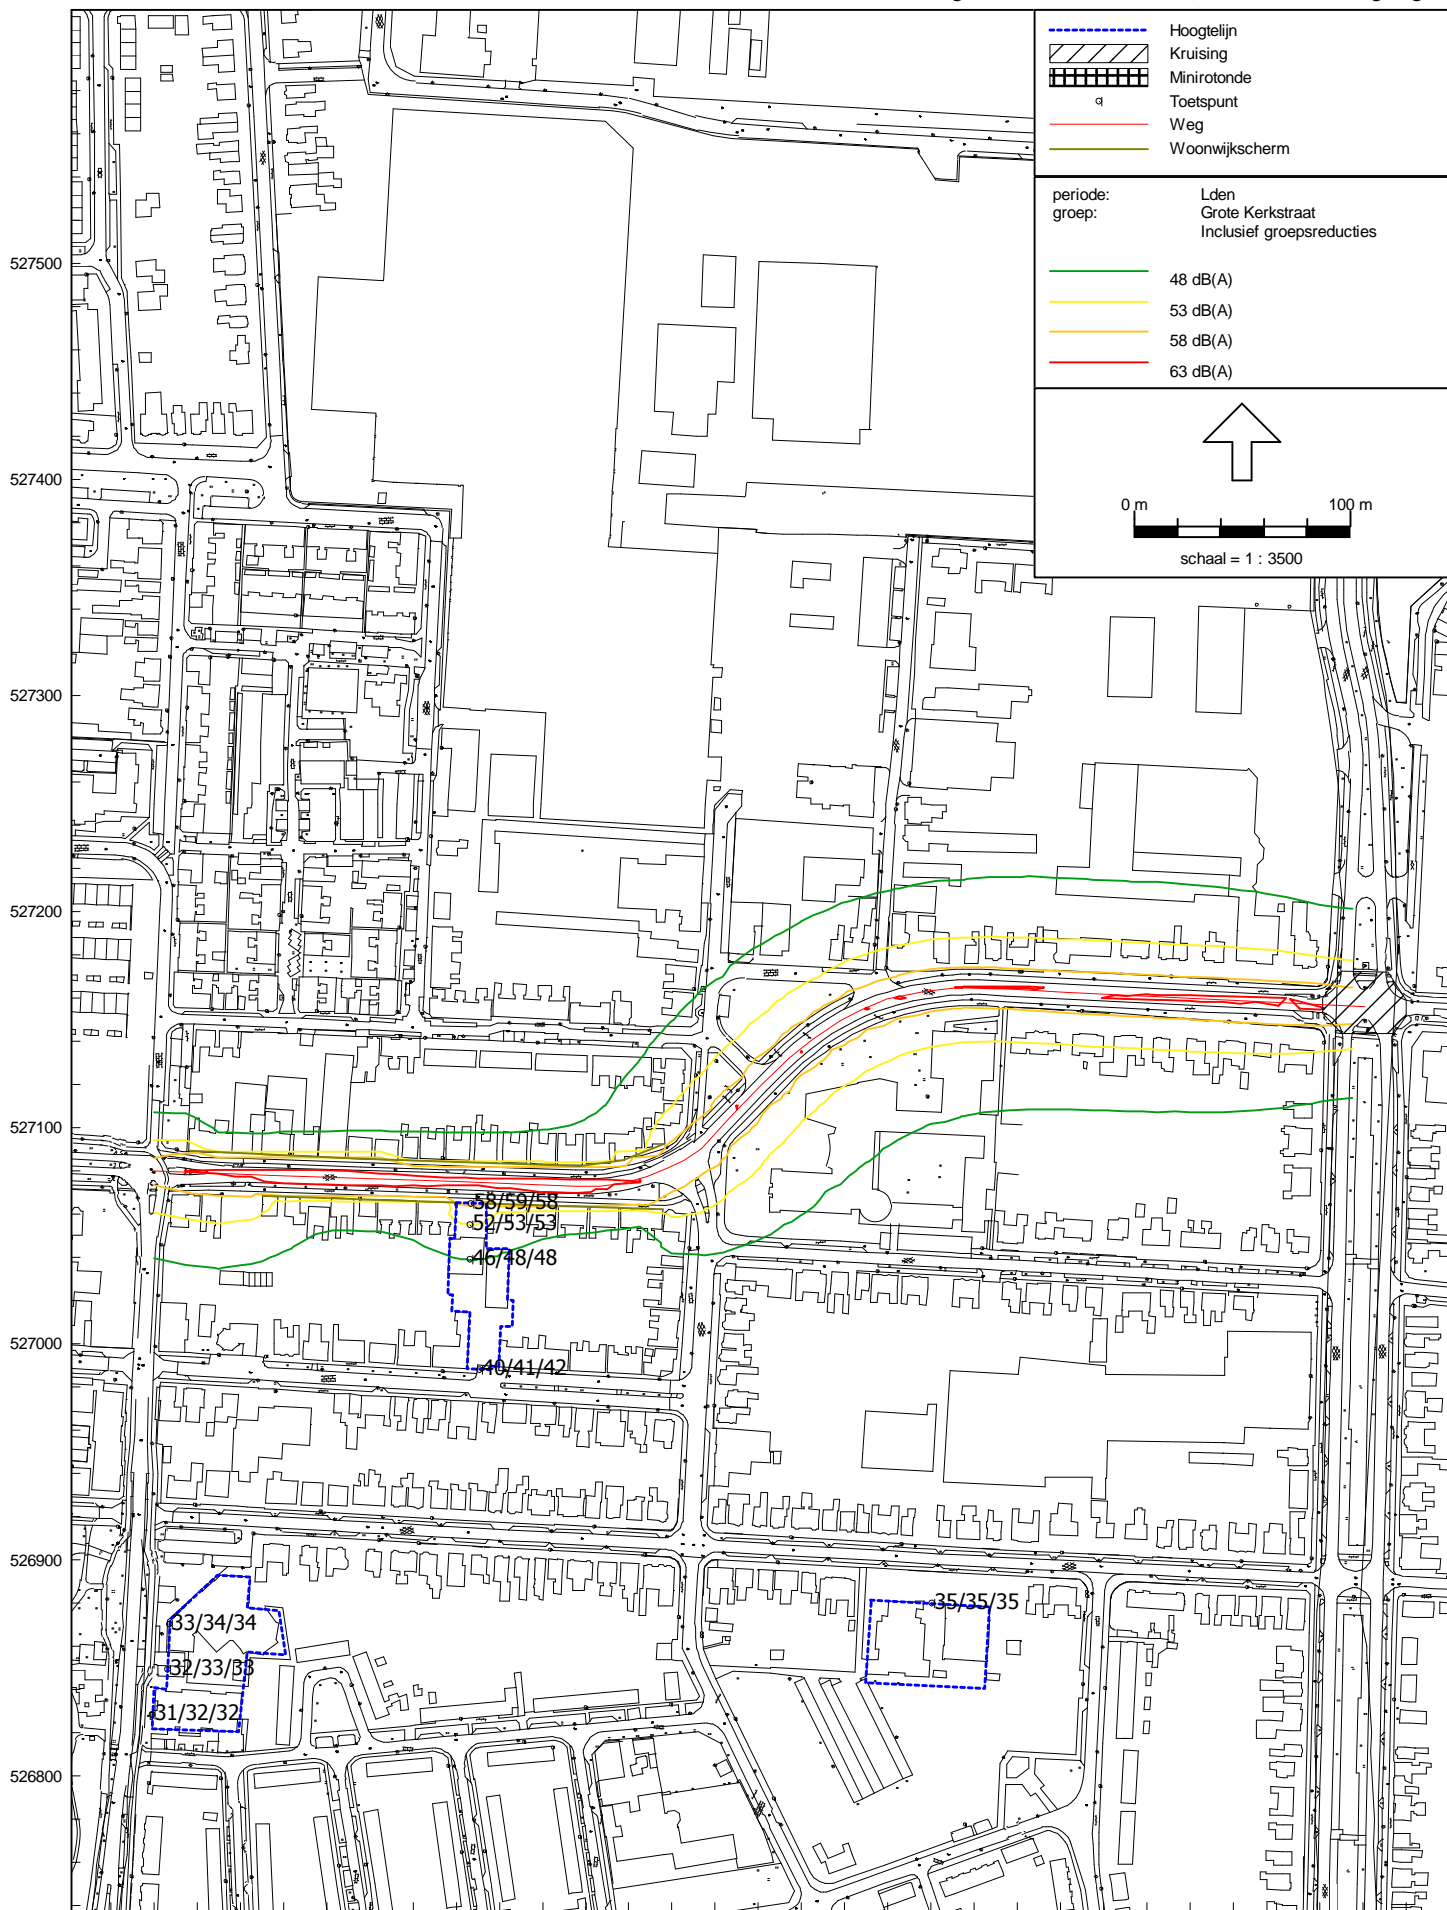 Hoogtelijn
Kruising
Minirotonde
Toetspunt
Weg
Woonwijkscherm
periode: Lden
groep: Grote Kerkstraat
Inclusief groepsreducties
48 dB(A)
53 dB(A)
58 dB(A)
63 dB(A)
0 m 100 m
schaal = 1 : 3500
527500
527400
527300
527200
527100
527000
526900
526800
58/59/58
52/53/53
46/48/48
40/41/42
33/34/34
32/33/33
31/32/32
35/35/35